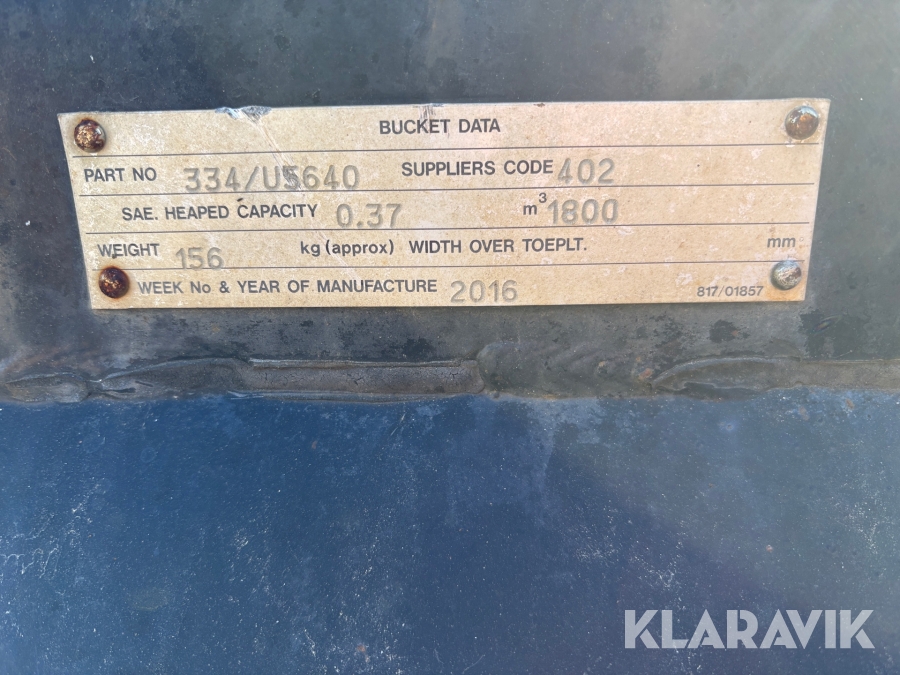 BUCKET DATA
PART NO 334/U5640 SUPPLIERS CODE 402
SAE. HEAPED CAPACITY 0.37 m³ 1800
WEIGHT 156 kg (approx) WIDTH OVER TOEPLT. mm
WEEK No & YEAR OF MANUFACTURE 2016 817/01857
KLARAVIK